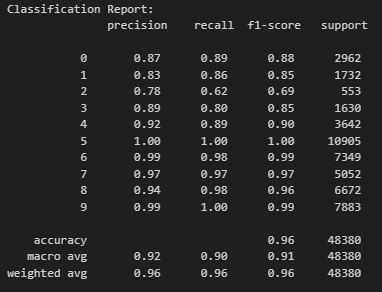 Classification Report:
precision recall f1-score support
0 0.87 0.89 0.88 2962
1 0.83 0.86 0.85 1732
2 0.78 0.62 0.69 553
3 0.89 0.80 0.85 1630
4 0.92 0.89 0.90 3642
5 1.00 1.00 1.00 10905
6 0.99 0.98 0.99 7349
7 0.97 0.97 0.97 5052
8 0.94 0.98 0.96 6672
9 0.99 1.00 0.99 7883
accuracy 0.96 48380
macro avg 0.92 0.90 0.91 48380
weighted avg 0.96 0.96 0.96 48380